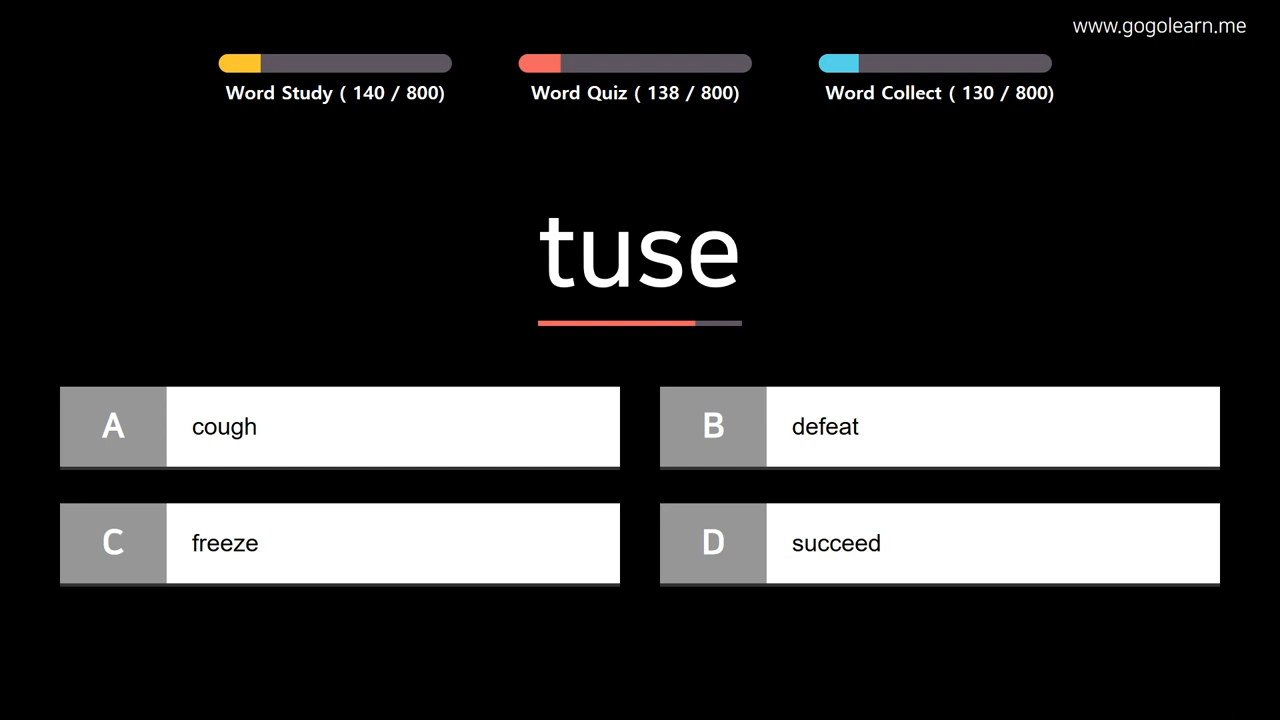 www.gogolearn.me
Word Study ( 140 / 800)
Word Quiz ( 138 / 800)
Word Collect ( 130 / 800)
tuse
A
cough
B
defeat
C
freeze
D
succeed